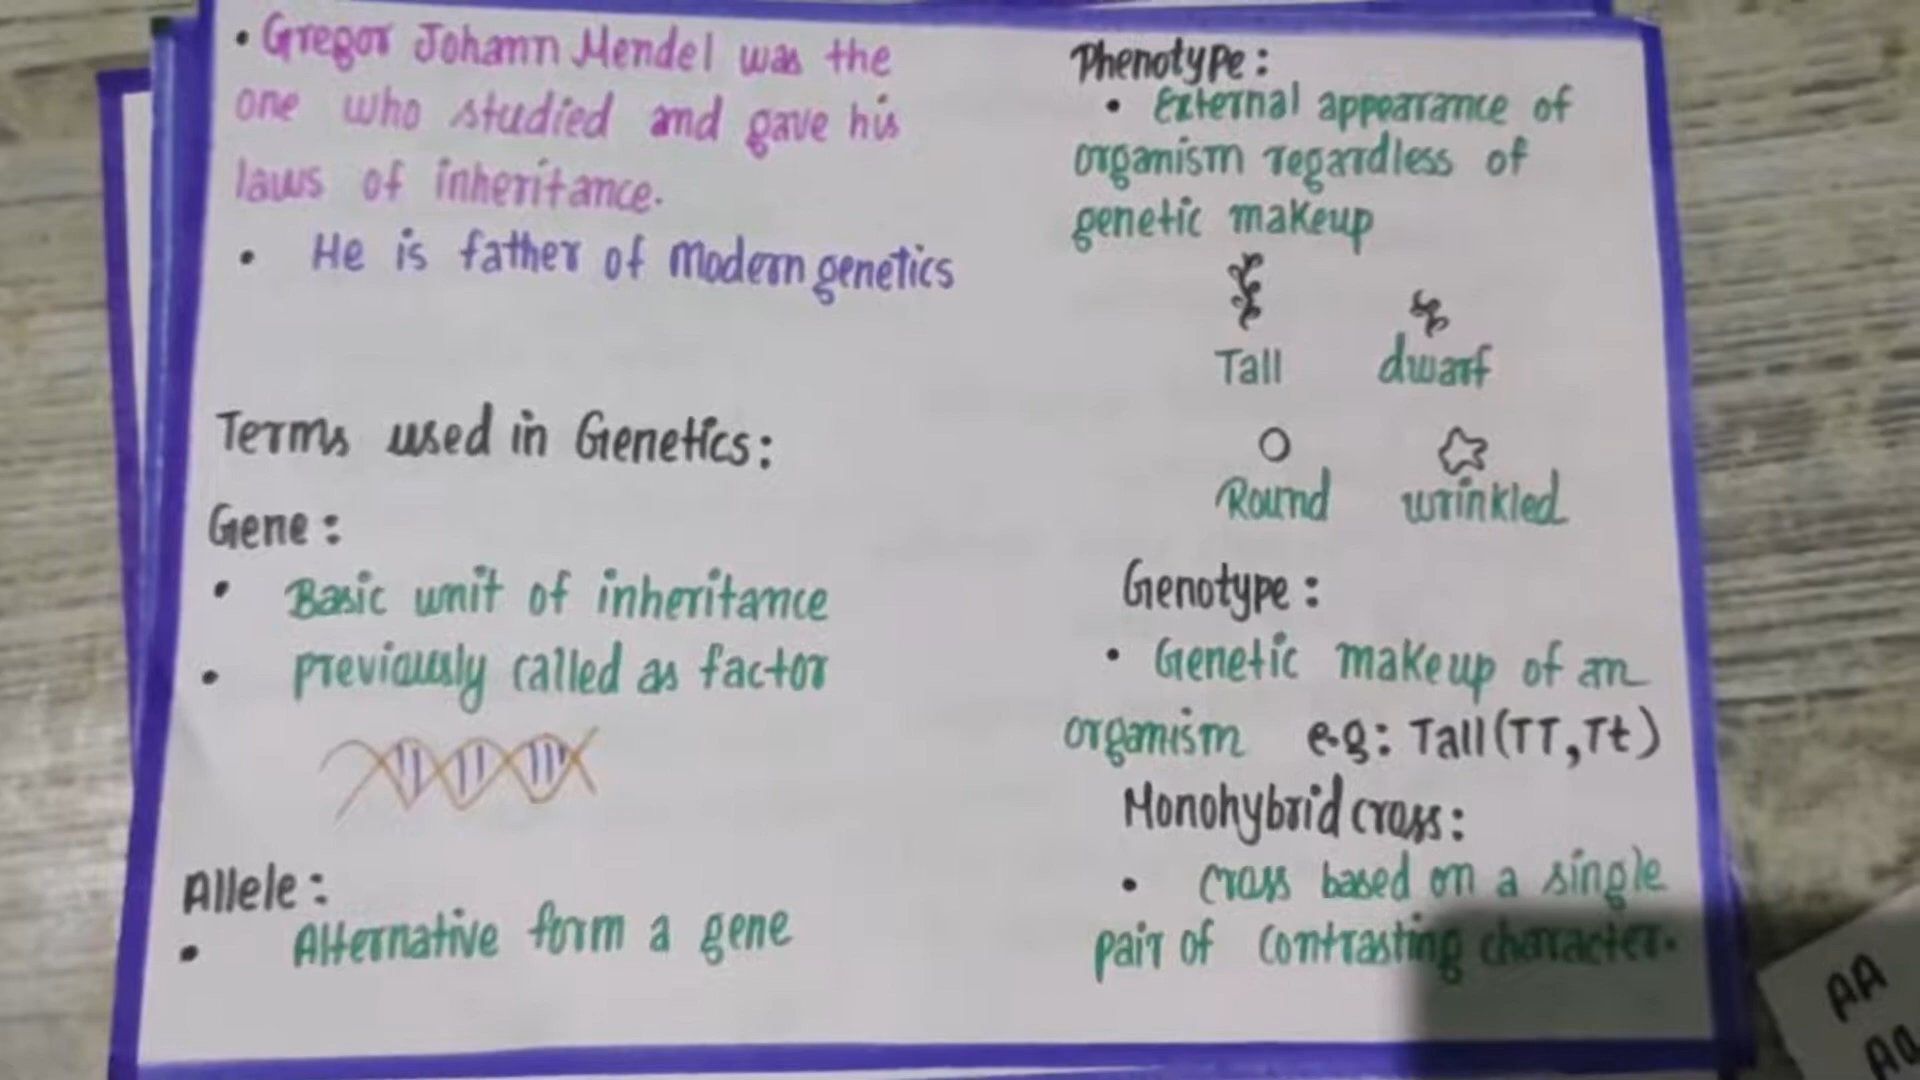 • Gregor Johann Mendel was the
one who studied and gave his
laws of inheritance.
• He is father of Modern genetics
Terms used in Genetics:
Gene:
• Basic unit of inheritance
• previously called as factor
Allele:
• Alternative form a gene
Phenotype:
• External appearance of
organism regardless of
genetic makeup
Tall dwarf
Round wrinkled
Genotype:
• Genetic makeup of an
organism e.g: Tall (TT, Tt)
Monohybrid cross:
• cross based on a single
pair of contrasting character.
AA